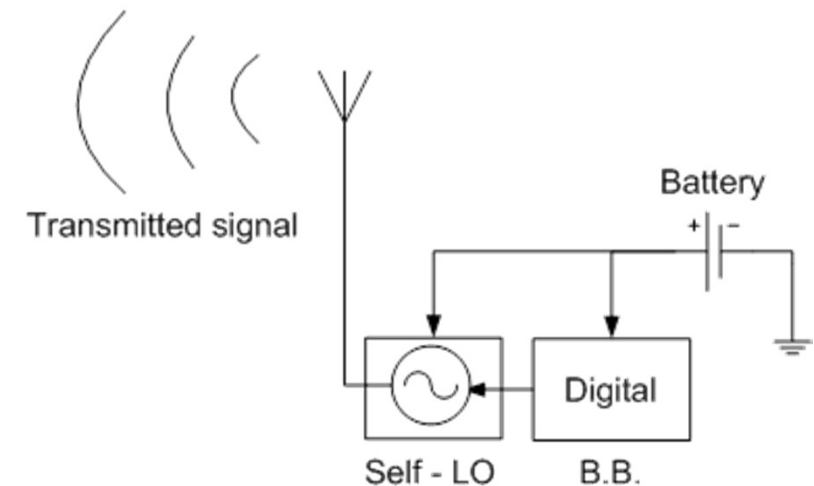 Transmitted signal
Battery
+ −
Digital
Self - LO
B.B.